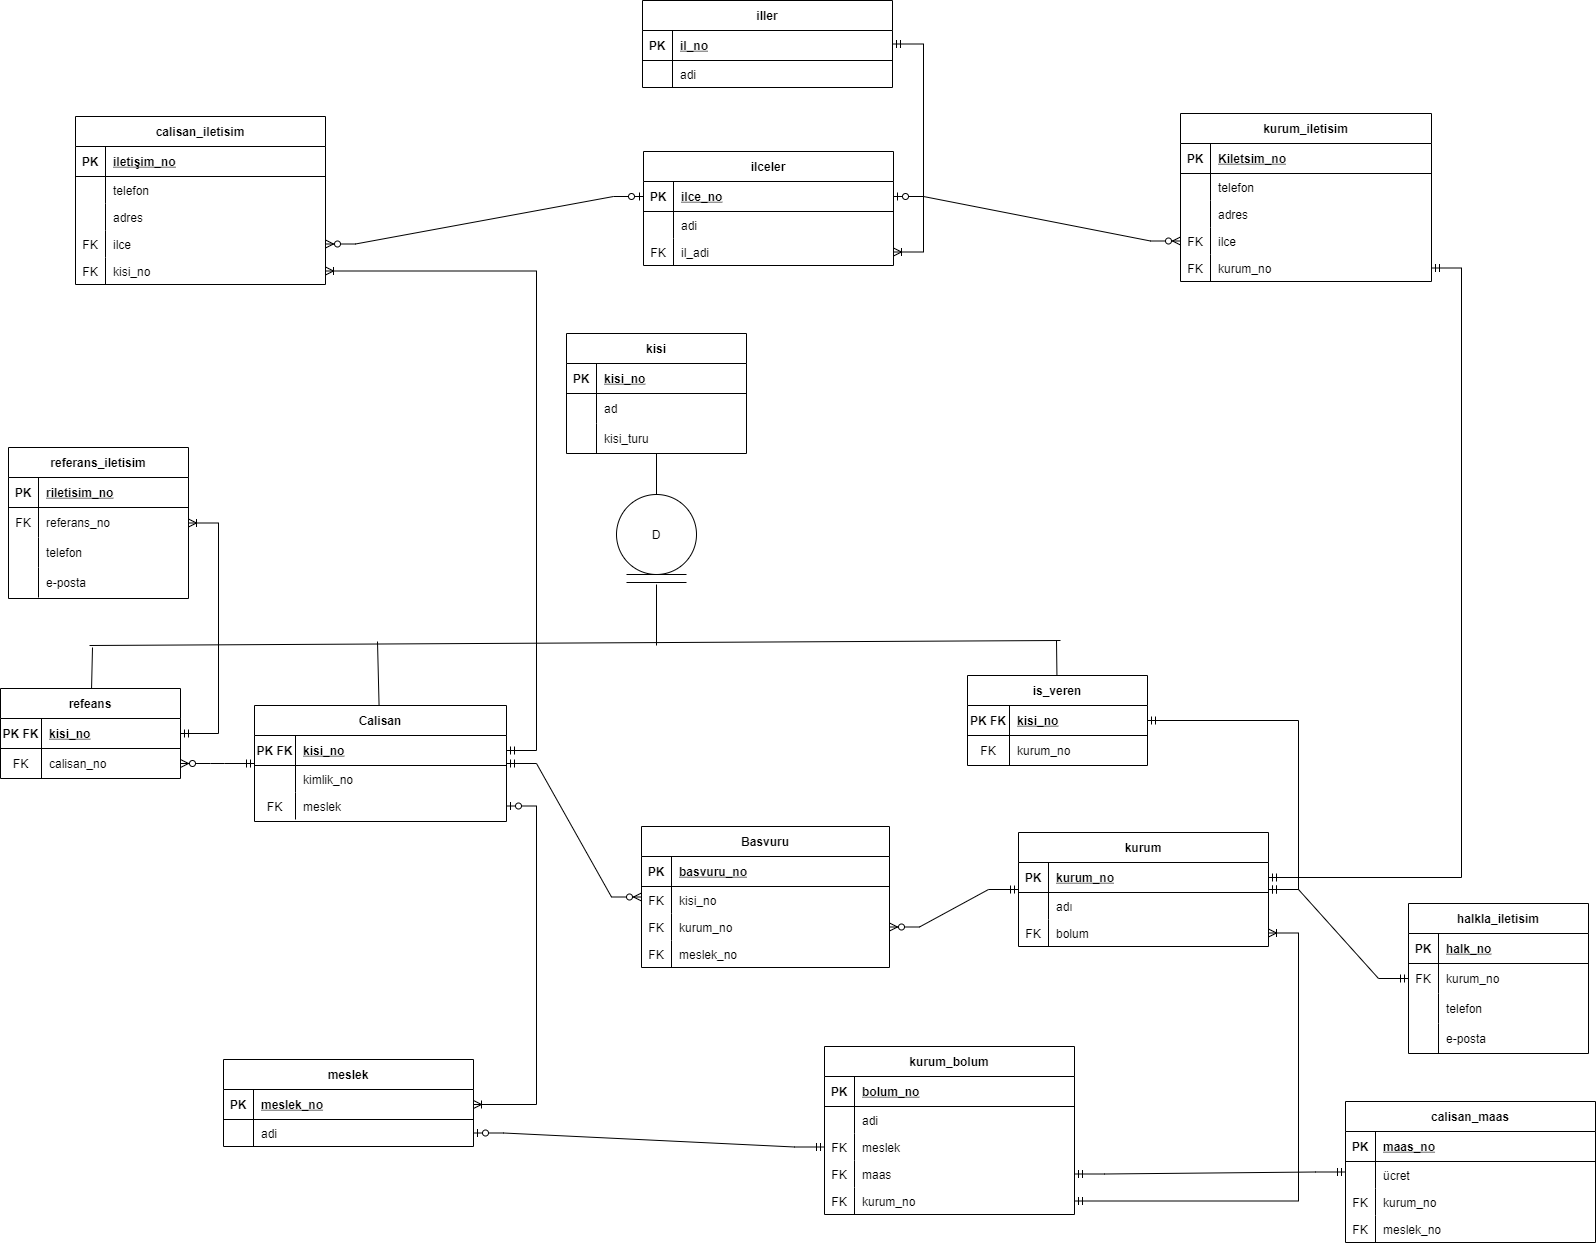 iller
PK il_no
adi
calisan_iletisim
PK iletişim_no
telefon
adres
FK ilce
FK kisi_no
ilceler
PK ilce_no
adi
FK il_adi
kurum_iletisim
PK Kiletsim_no
telefon
adres
FK ilce
FK kurum_no
kisi
PK kisi_no
ad
kisi_turu
D
referans_iletisim
PK riletisim_no
FK referans_no
telefon
e-posta
refeans
PK FK kisi_no
FK calisan_no
Calisan
PK FK kisi_no
kimlik_no
FK meslek
is_veren
PK FK kisi_no
FK kurum_no
Basvuru
PK basvuru_no
FK kisi_no
FK kurum_no
FK meslek_no
kurum
PK kurum_no
adı
FK bolum
halkla_iletisim
PK halk_no
FK kurum_no
telefon
e-posta
meslek
PK meslek_no
adi
kurum_bolum
PK bolum_no
adi
FK meslek
FK maas
FK kurum_no
calisan_maas
PK maas_no
ücret
FK kurum_no
FK meslek_no